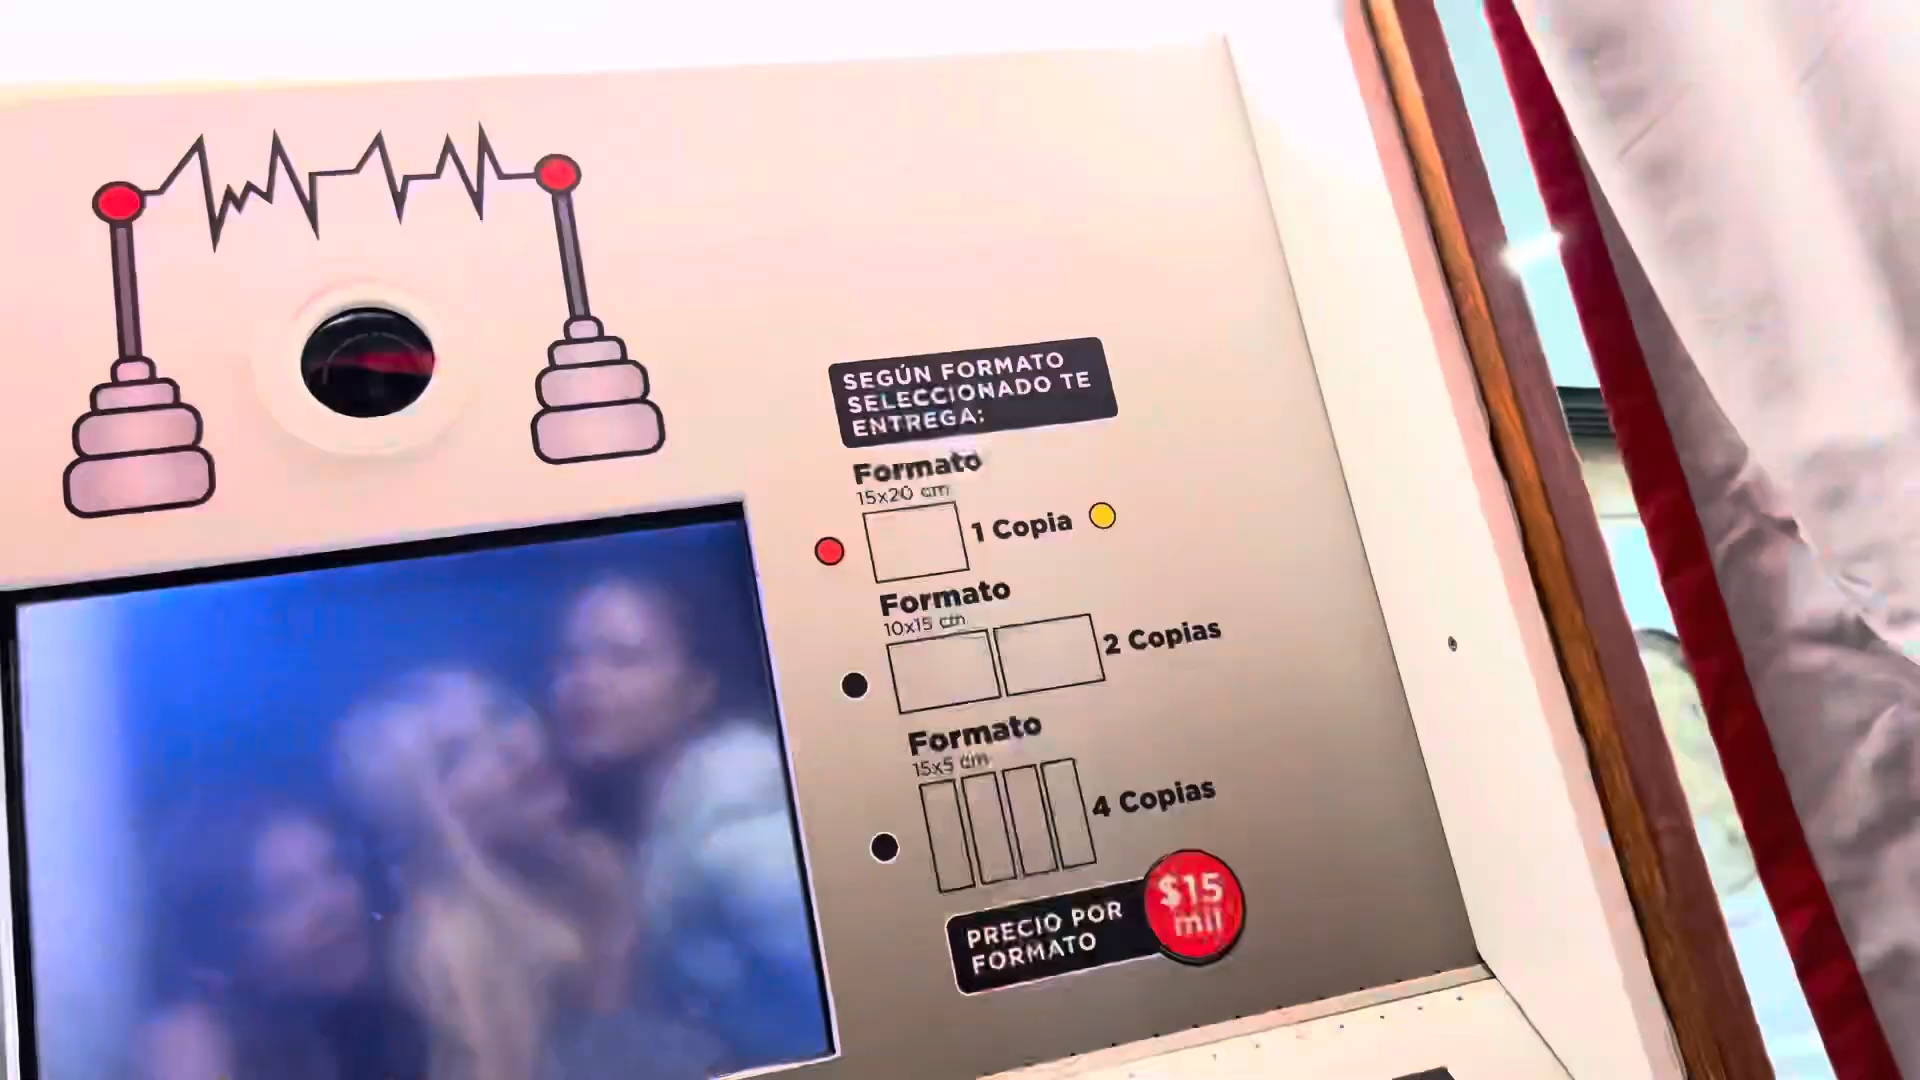 SEGÚN FORMATO
SELECCIONADO TE
ENTREGA:
Formato
15x20 cm
1 Copia
Formato
10x15 cm
2 Copias
Formato
15x5 cm
4 Copias
PRECIO POR
FORMATO
$15
mil